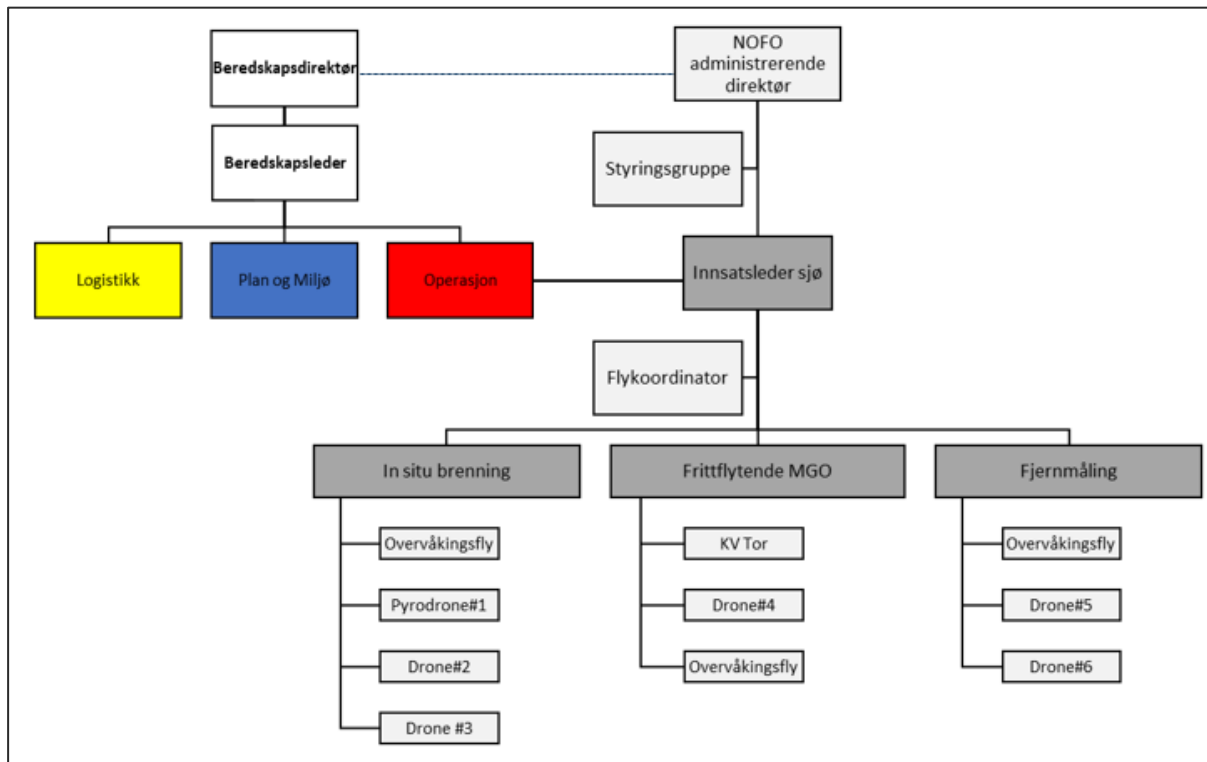 Beredskapsdirektør
NOFO
administrerende
direktør
Beredskapsleder
Styringsgruppe
Logistikk
Plan og Miljø
Operasjon
Innsatsleder sjø
Flykoordinator
In situ brenning
Frittflytende MGO
Fjernmåling
Overvåkingsfly
Pyrodrone#1
Drone#2
Drone #3
KV Tor
Drone#4
Overvåkingsfly
Overvåkingsfly
Drone#5
Drone#6